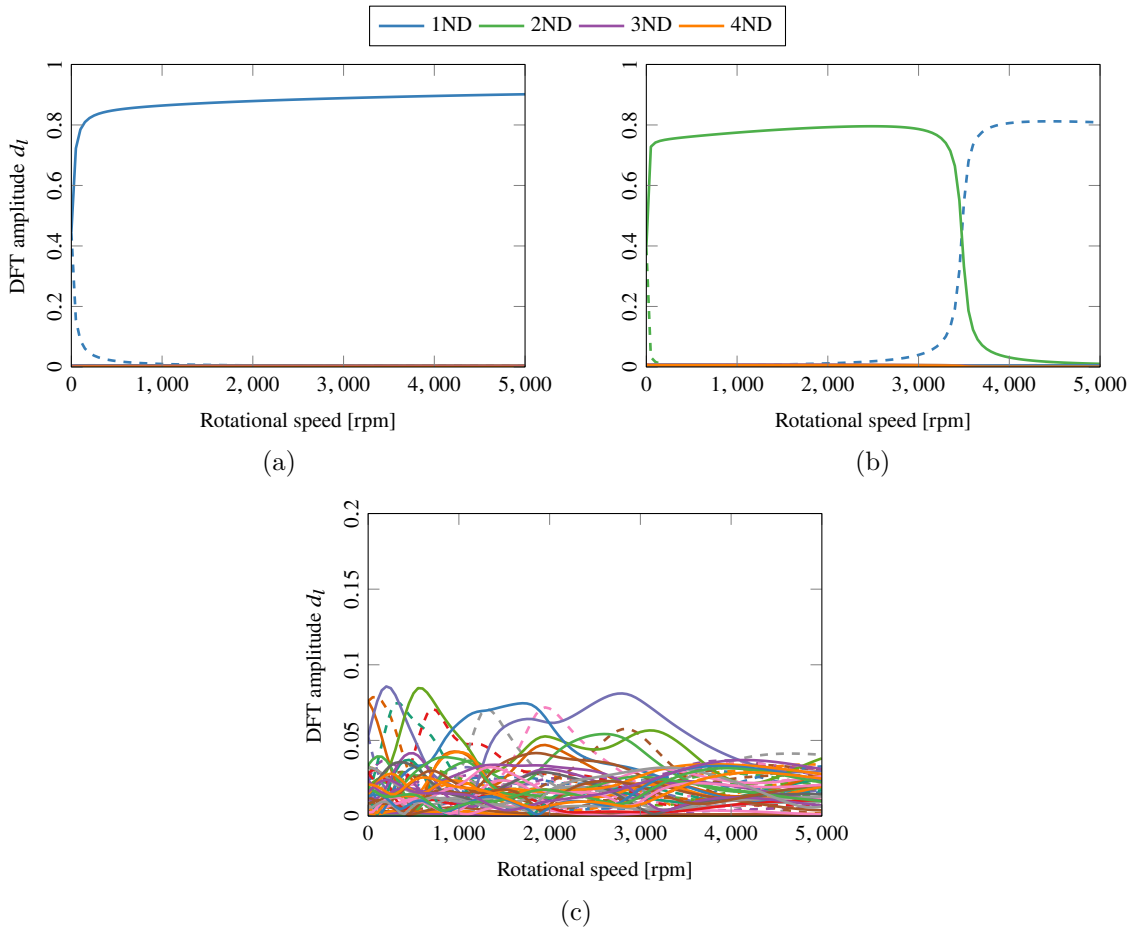 1ND 2ND 3ND 4ND
1
0.8
0.6
0.4
0.2
0
DFT amplitude d_l
0 1,000 2,000 3,000 4,000 5,000
Rotational speed [rpm]
(a)
1
0.8
0.6
0.4
0.2
0
0 1,000 2,000 3,000 4,000 5,000
Rotational speed [rpm]
(b)
0.2
0.15
0.1
0.05
0
DFT amplitude d_l
0 1,000 2,000 3,000 4,000 5,000
Rotational speed [rpm]
(c)